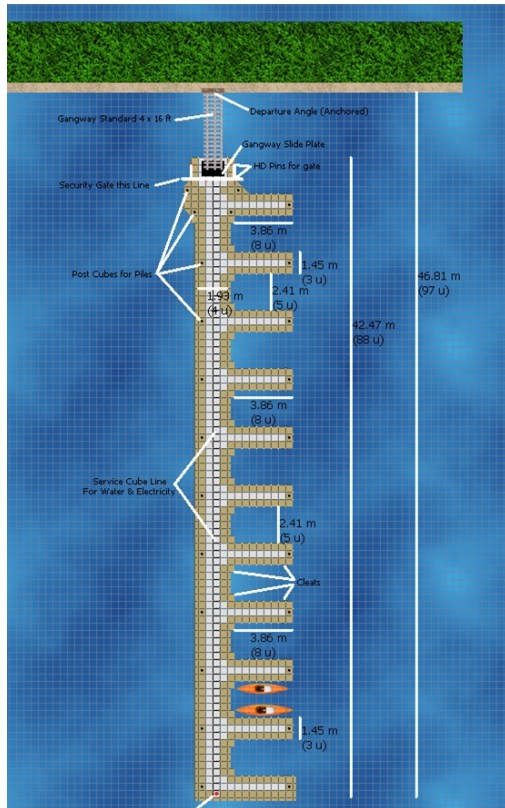 Departure Angle (Anchored)
Gangway Standard 4 x 16 ft
Gangway Slide Plate
HD Pins for gate
Security Gate this Line
3.86 m
(8 u)
1.45 m
(3 u)
Post Cubes for Piles
46.81 m
(97 u)
2.41 m
(5 u)
1.93 m
(4 u)
42.47 m
(88 u)
3.86 m
(8 u)
Service Cube Line
For Water & Electricity
2.41 m
(5 u)
Cleats
3.86 m
(8 u)
1.45 m
(3 u)